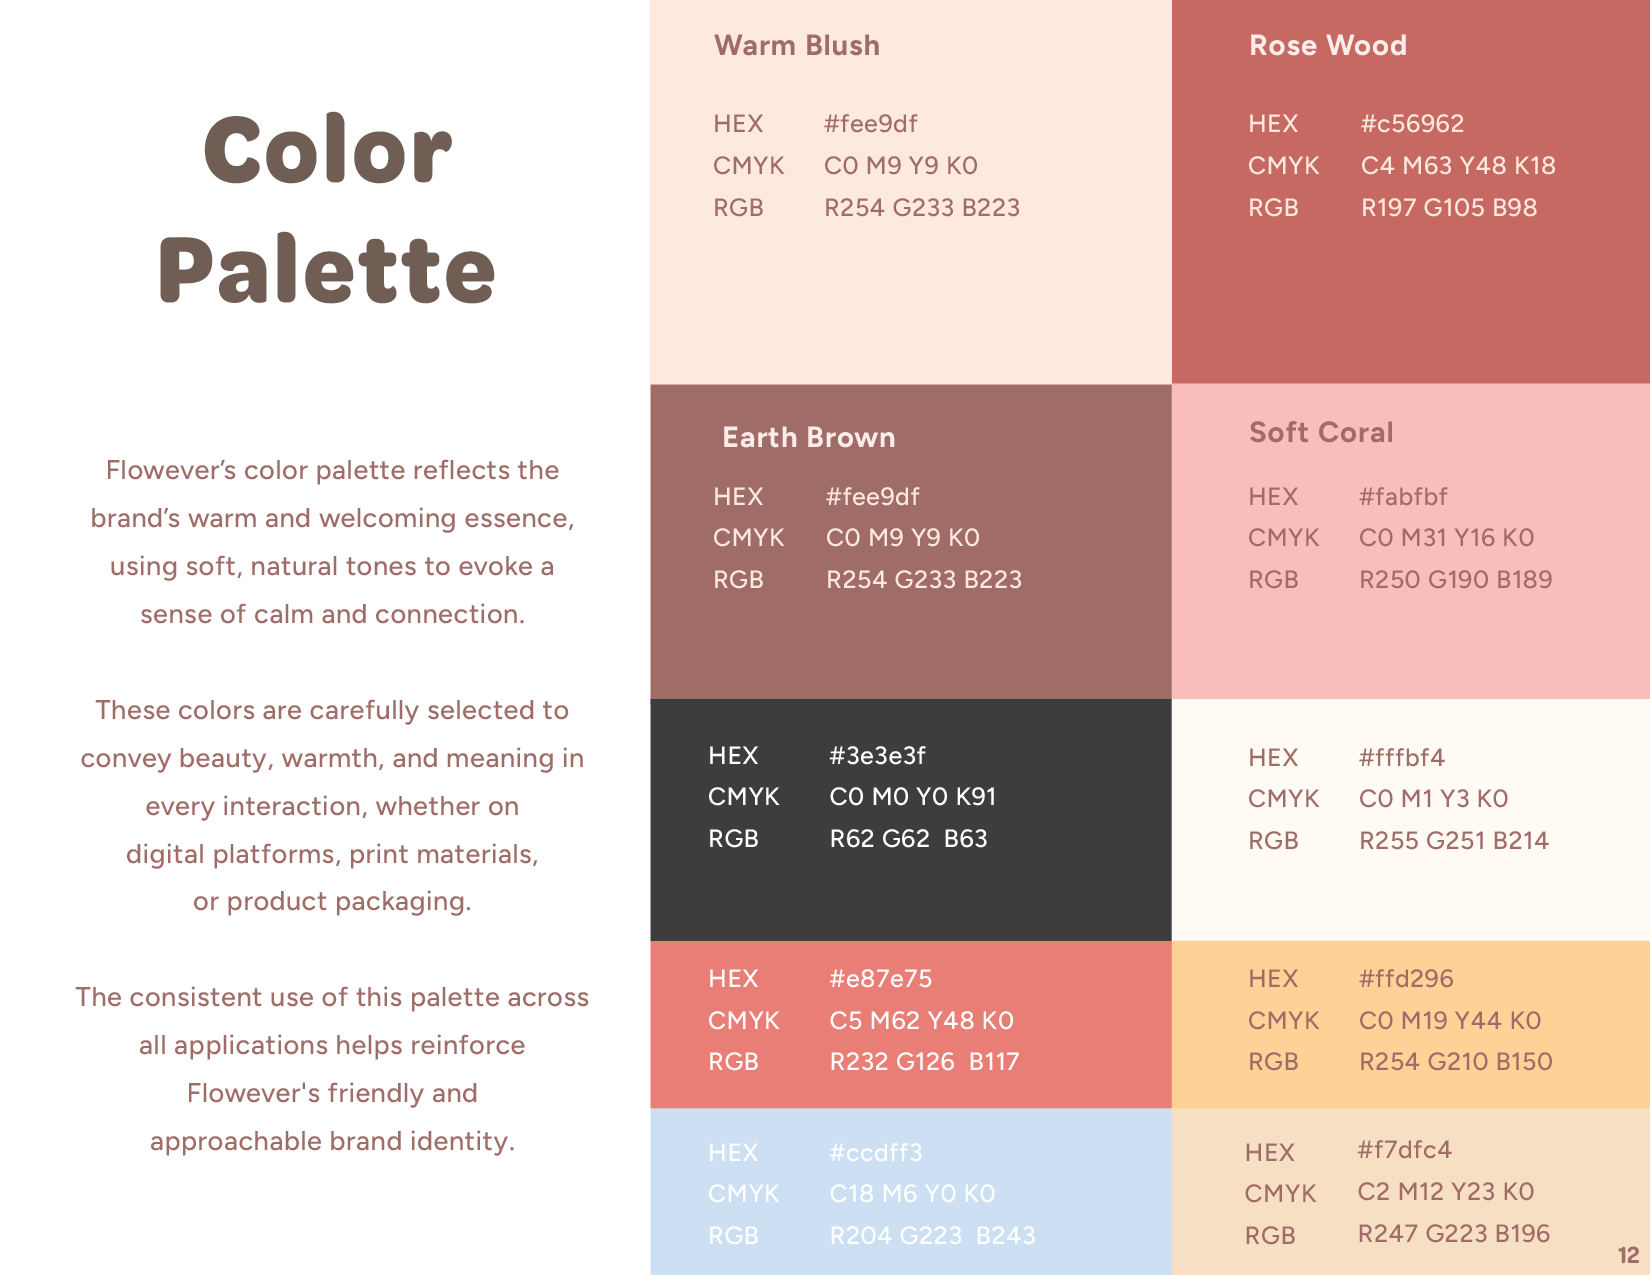 Color
Palette
Flowever’s color palette reflects the
brand’s warm and welcoming essence,
using soft, natural tones to evoke a
sense of calm and connection.
These colors are carefully selected to
convey beauty, warmth, and meaning in
every interaction, whether on
digital platforms, print materials,
or product packaging.
The consistent use of this palette across
all applications helps reinforce
Flowever's friendly and
approachable brand identity.
Warm Blush
HEX #fee9df
CMYK C0 M9 Y9 K0
RGB R254 G233 B223
Rose Wood
HEX #c56962
CMYK C4 M63 Y48 K18
RGB R197 G105 B98
Earth Brown
HEX #fee9df
CMYK C0 M9 Y9 K0
RGB R254 G233 B223
Soft Coral
HEX #fabfbf
CMYK C0 M31 Y16 K0
RGB R250 G190 B189
HEX #3e3e3f
CMYK C0 M0 Y0 K91
RGB R62 G62 B63
HEX #fffbf4
CMYK C0 M1 Y3 K0
RGB R255 G251 B214
HEX #e87e75
CMYK C5 M62 Y48 K0
RGB R232 G126 B117
HEX #ffd296
CMYK C0 M19 Y44 K0
RGB R254 G210 B150
HEX #ccdff3
CMYK C18 M6 Y0 K0
RGB R204 G223 B243
HEX #f7dfc4
CMYK C2 M12 Y23 K0
RGB R247 G223 B196
12